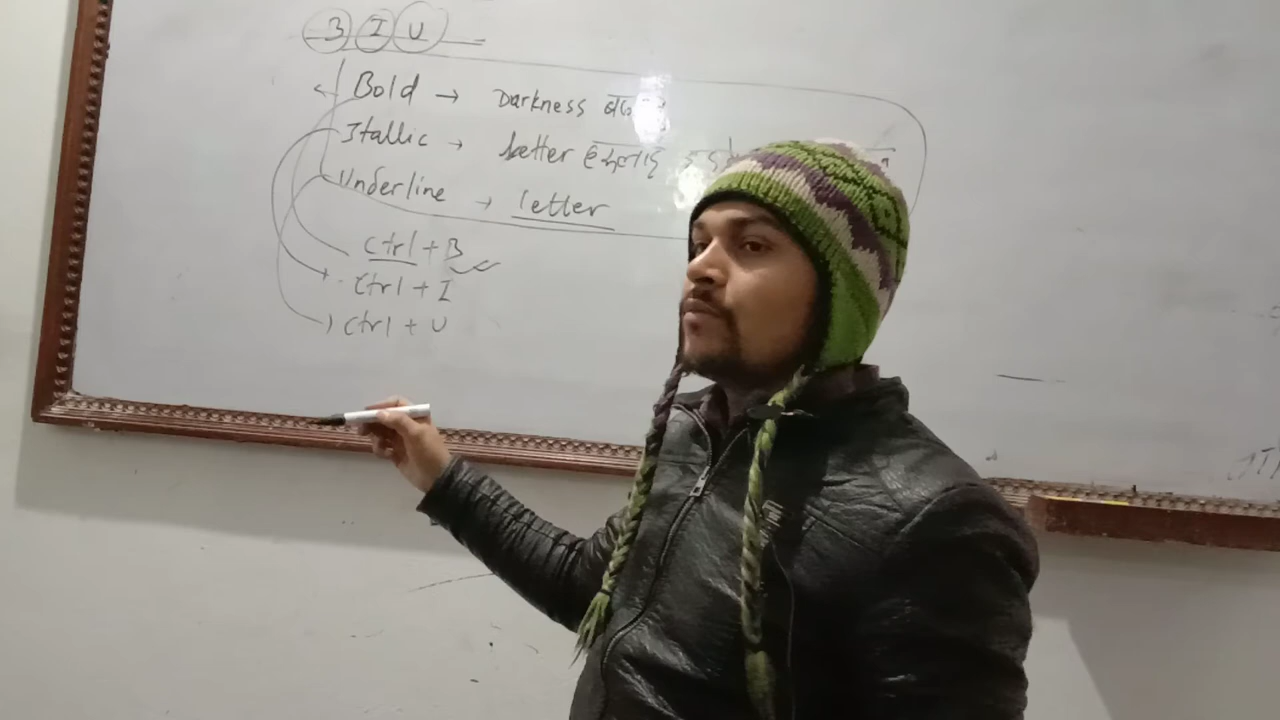 B I U
Bold → Darkness
Itallic → letter
Underline → letter
Ctrl + B
Ctrl + I
Ctrl + U